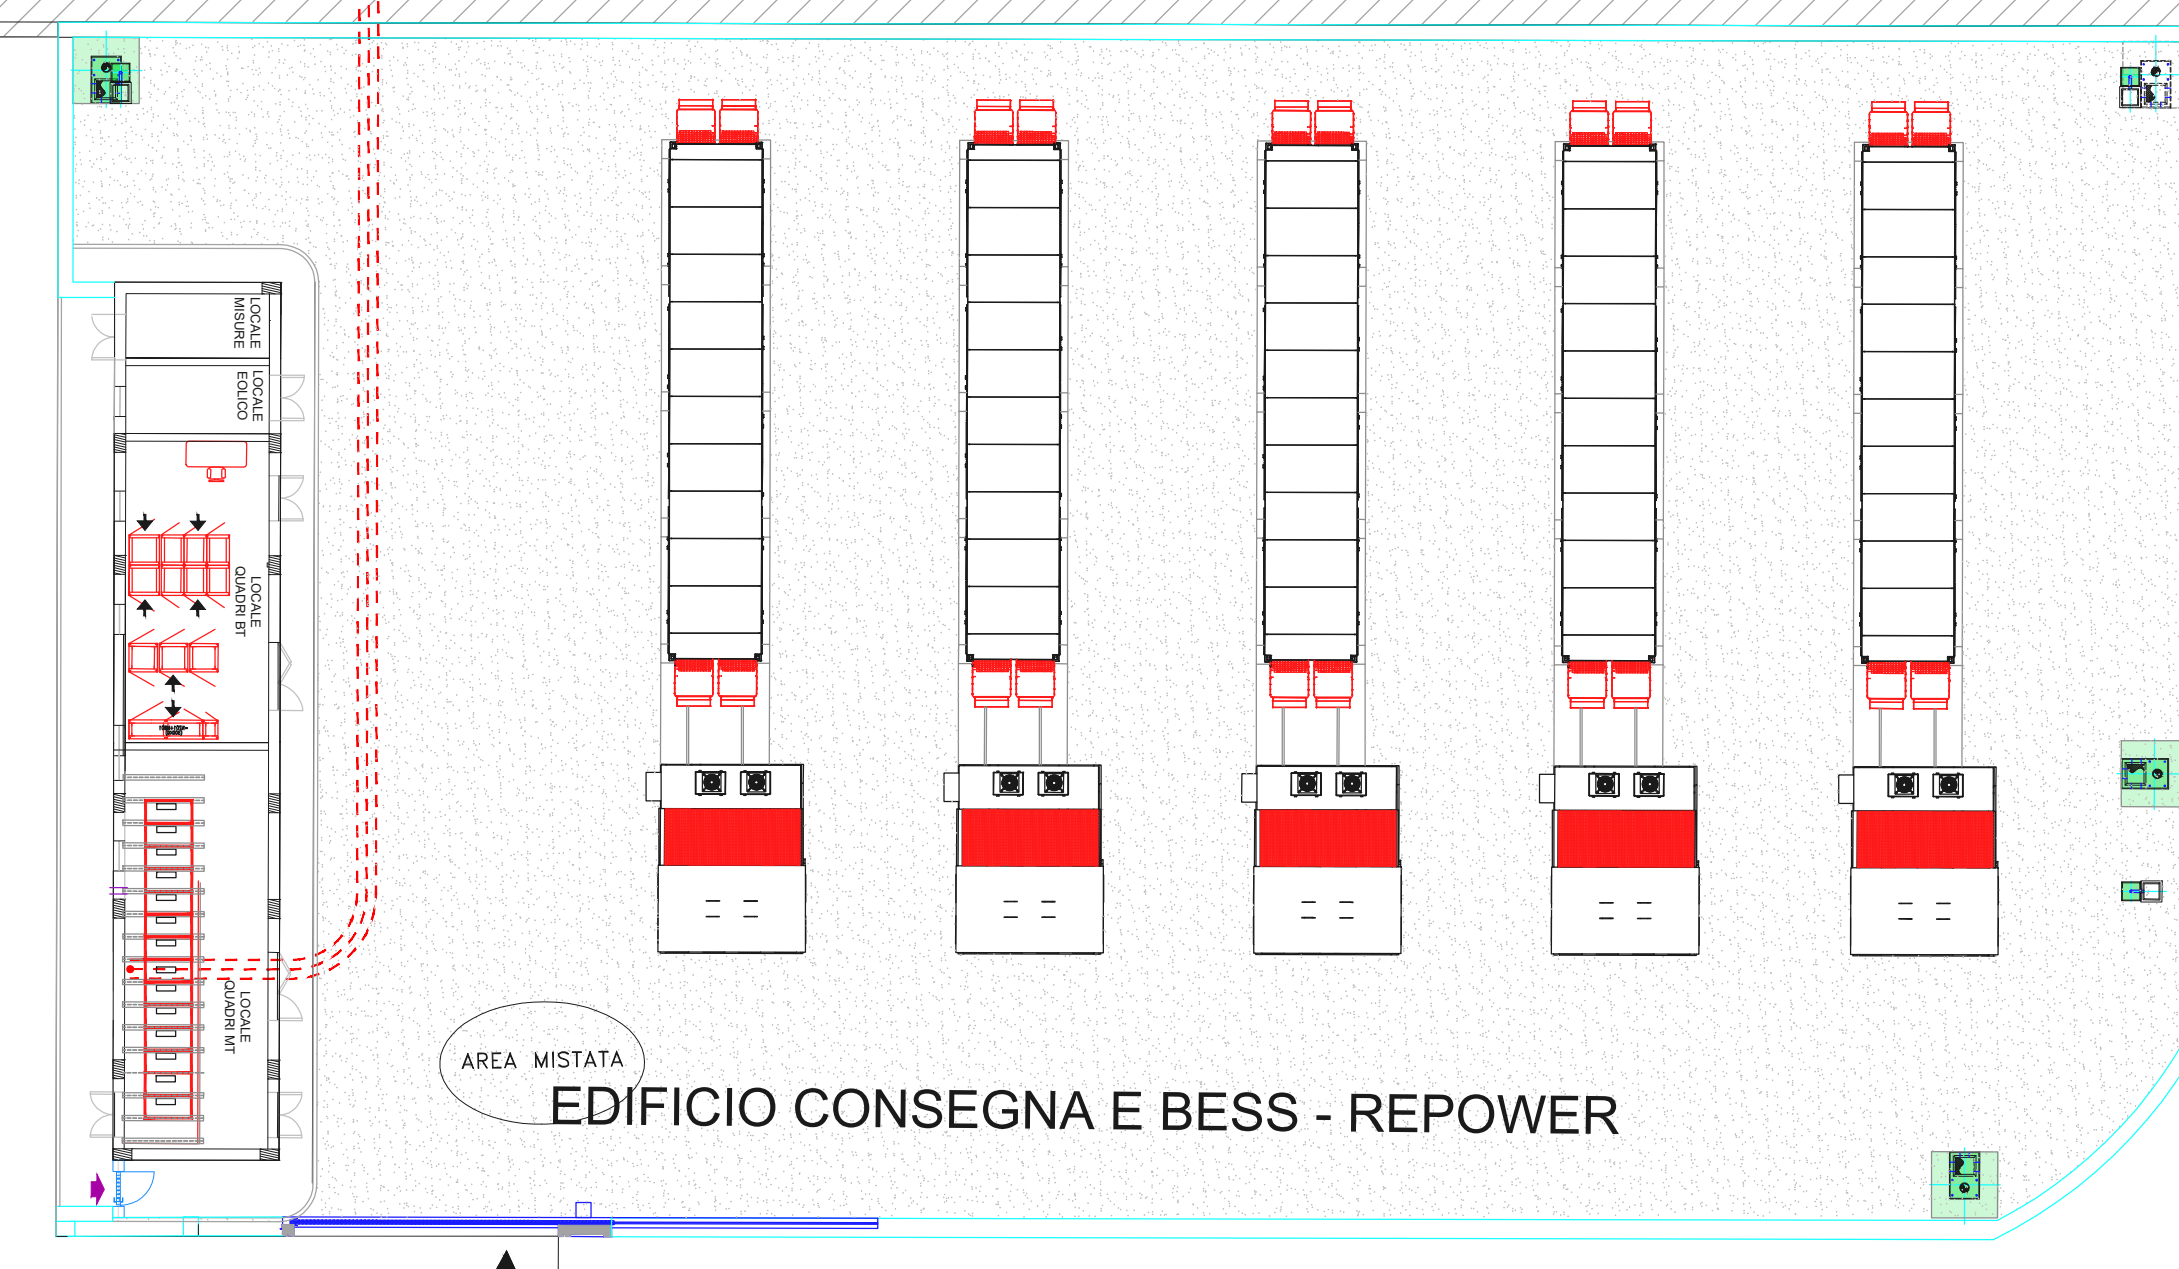 LOCALE
MISURE
LOCALE
EOLICO
LOCALE
QUADRI BT
LOCALE
QUADRI MT
AREA MISTATA
EDIFICIO CONSEGNA E BESS - REPOWER